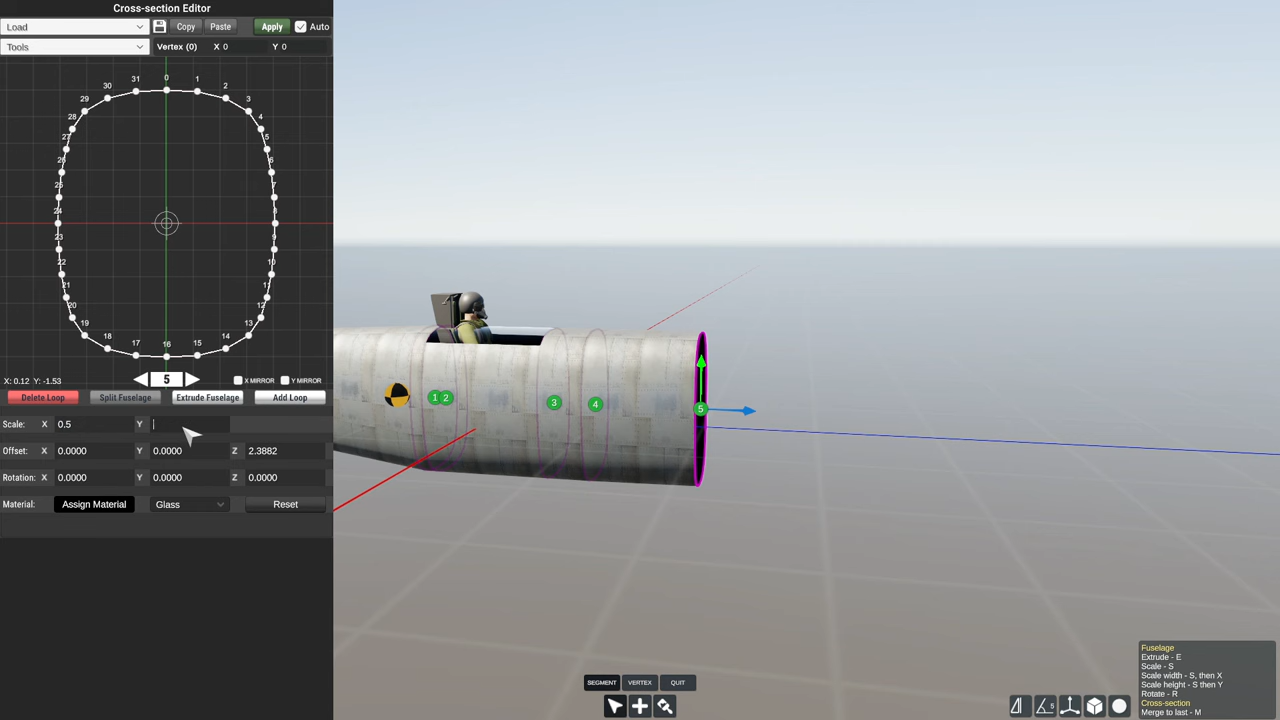 Cross-section Editor
Load Copy Paste Apply Auto
Tools Vertex (0) X 0 Y 0
0
31 1
30 2
29 3
28 4
27 5
26 6
25 7
24 8
23 9
22 10
21 11
20 12
19 13
18 14
17 16 15
X: 0.12 Y: -1.53 5 X MIRROR Y MIRROR
Delete Loop Split Fuselage Extrude Fuselage Add Loop
Scale: X 0.5 Y
Offset: X 0.0000 Y 0.0000 Z 2.3882
Rotation: X 0.0000 Y 0.0000 Z 0.0000
Material: Assign Material Glass Reset
1 2 3 4 5
SEGMENT VERTEX QUIT
5
Fuselage
Extrude - E
Scale - S
Scale width - S, then X
Scale height - S then Y
Rotate - R
Cross-section
Merge to last - M